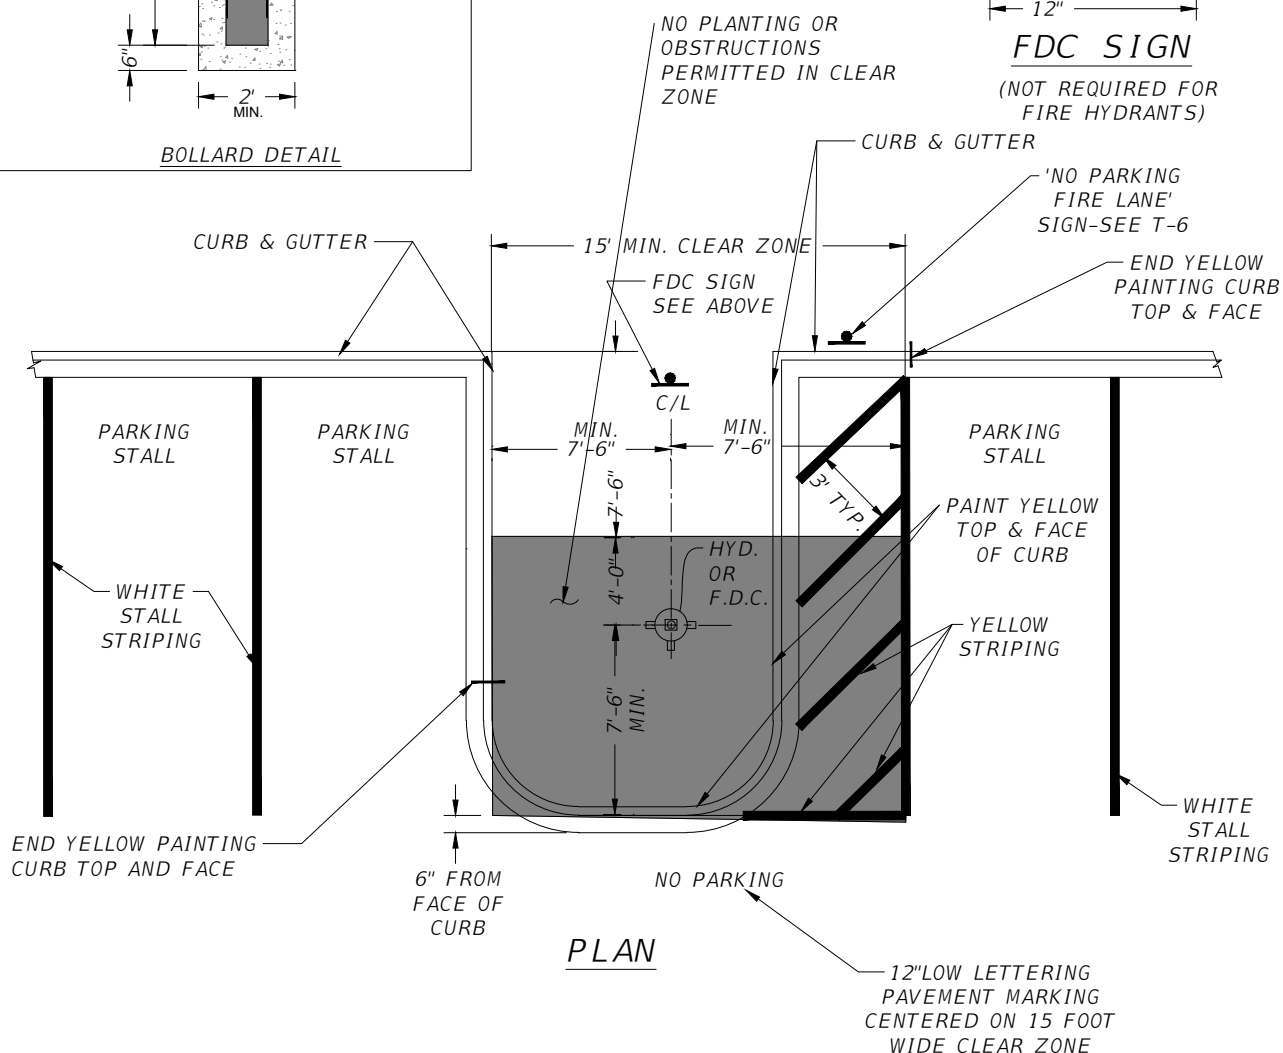 6"
2'
MIN.
BOLLARD DETAIL
NO PLANTING OR
OBSTRUCTIONS
PERMITTED IN CLEAR
ZONE
12"
FDC SIGN
(NOT REQUIRED FOR
FIRE HYDRANTS)
CURB & GUTTER
'NO PARKING
FIRE LANE'
SIGN-SEE T-6
CURB & GUTTER
15' MIN. CLEAR ZONE
FDC SIGN
SEE ABOVE
END YELLOW
PAINTING CURB
TOP & FACE
C/L
PARKING
STALL
PARKING
STALL
MIN.
7'-6"
MIN.
7'-6"
PARKING
STALL
7'-6"
3' TYP.
PAINT YELLOW
TOP & FACE
OF CURB
4'-0"
HYD.
OR
F.D.C.
WHITE
STALL
STRIPING
YELLOW
STRIPING
7'-6"
MIN.
END YELLOW PAINTING
CURB TOP AND FACE
WHITE
STALL
STRIPING
6" FROM
FACE OF
CURB
NO PARKING
PLAN
12"LOW LETTERING
PAVEMENT MARKING
CENTERED ON 15 FOOT
WIDE CLEAR ZONE